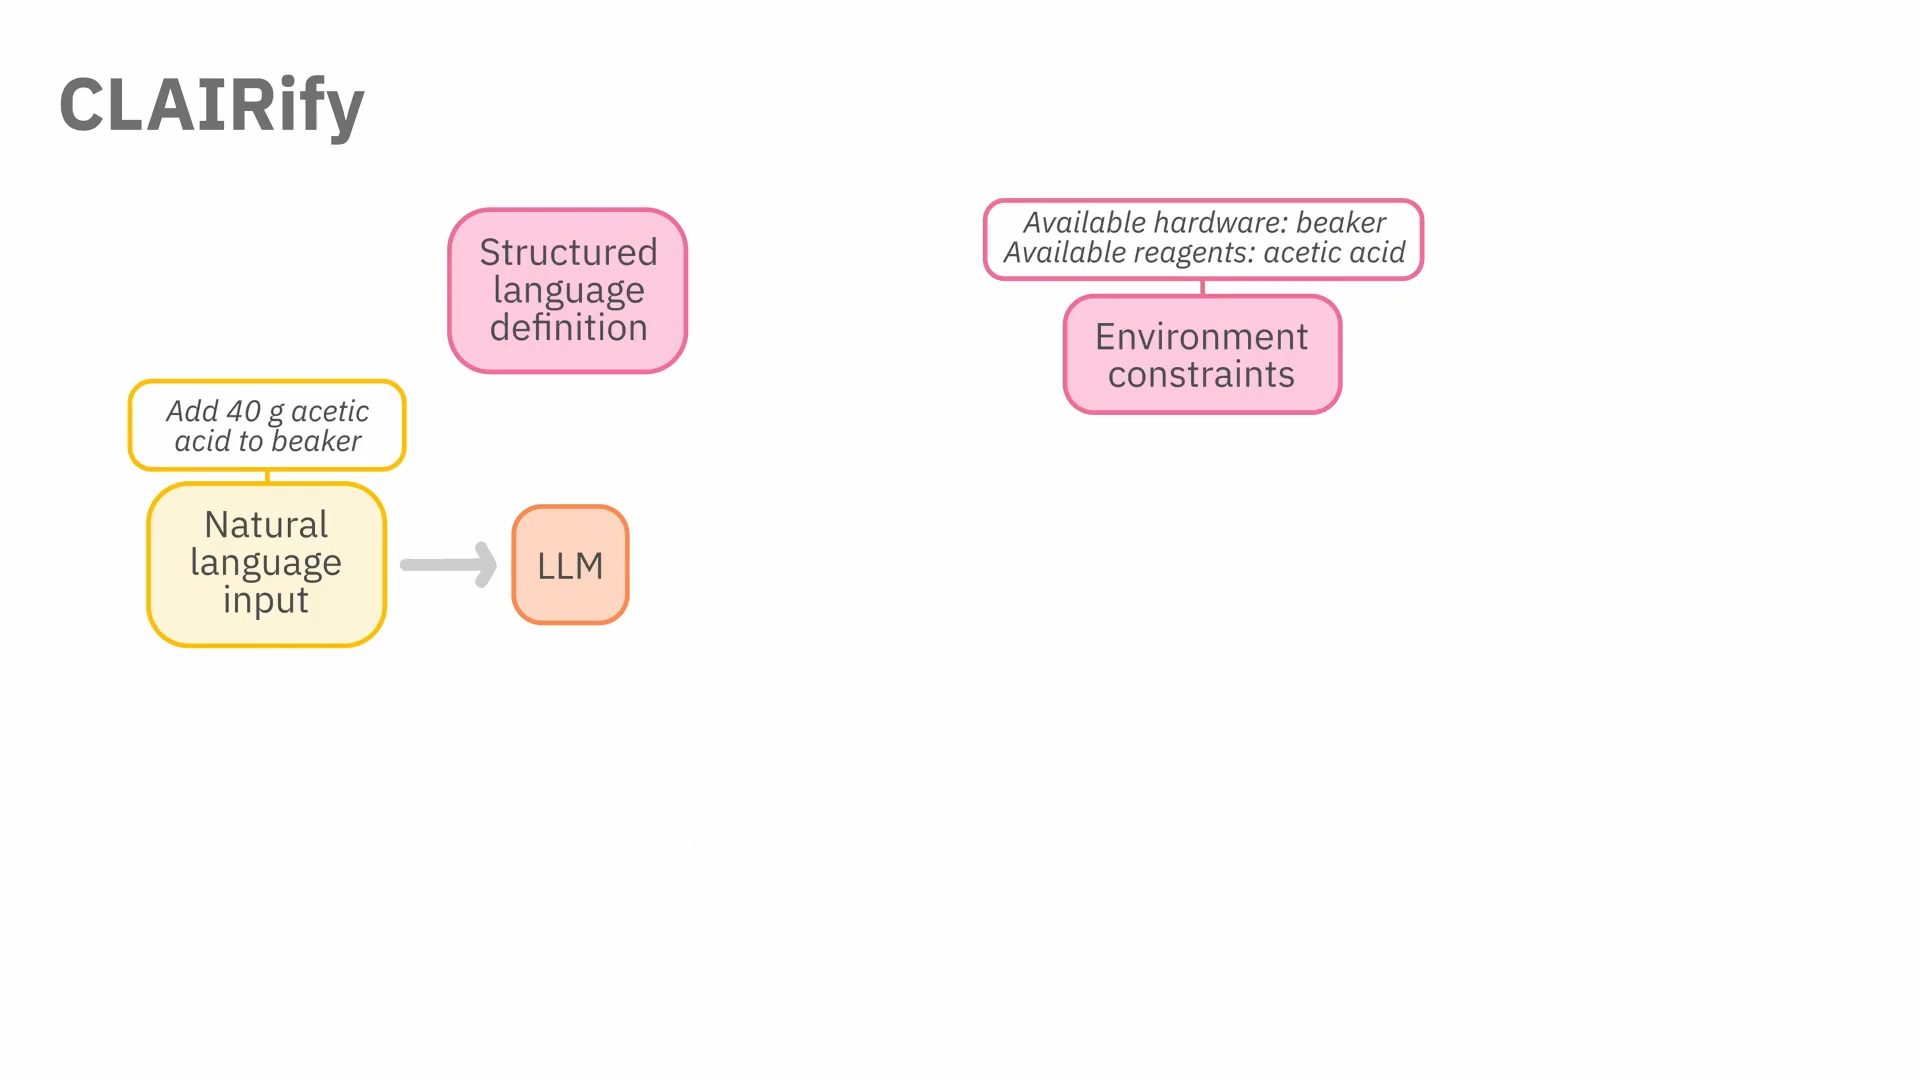 CLAIRify
Structured
language
definition
Available hardware: beaker
Available reagents: acetic acid
Environment
constraints
Add 40 g acetic
acid to beaker
Natural
language
input
LLM